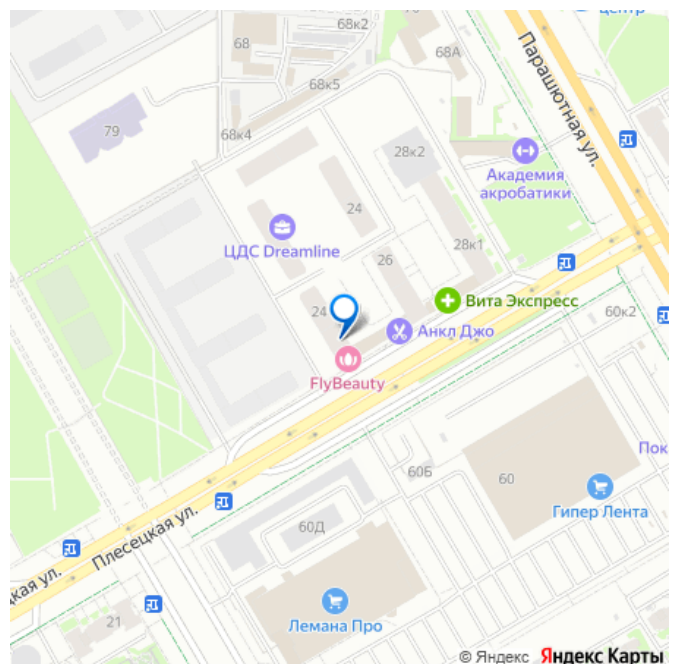 центр
68к2
68
68А
68к5
Парашютная ул.
79
68к4
28к2
Академия
акробатики
24
ЦДС Dreamline
28к1
26
Вита Экспресс
24
60к2
Анкл Джо
FlyBeauty
Пок
60Б
60
Гипер Лента
Плесецкая ул.
60Д
кая ул.
21
Лемана Про
© Яндекс Яндекс Карты